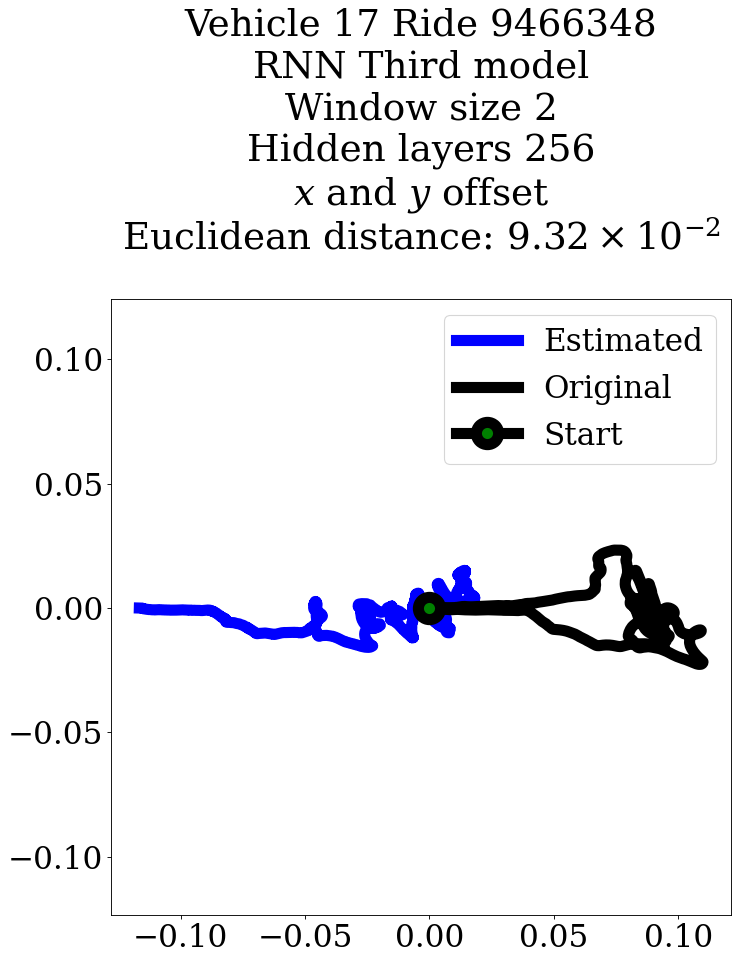 Vehicle 17 Ride 9466348
RNN Third model
Window size 2
Hidden layers 256
x and y offset
Euclidean distance: 9.32 × 10⁻²
Estimated
Original
Start
0.10
0.05
0.00
−0.05
−0.10
−0.10 −0.05 0.00 0.05 0.10